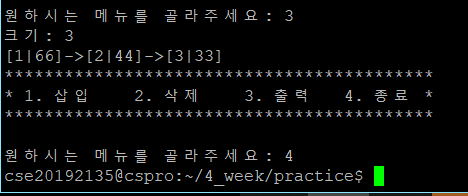 원하시는 메뉴를 골라주세요: 3
크기: 3
[1|66]->[2|44]->[3|33]
*******************************************
* 1. 삽입    2. 삭제    3. 출력   4. 종료 *
*******************************************
원하시는 메뉴를 골라주세요: 4
cse20192135@cspro:~/4_week/practice$